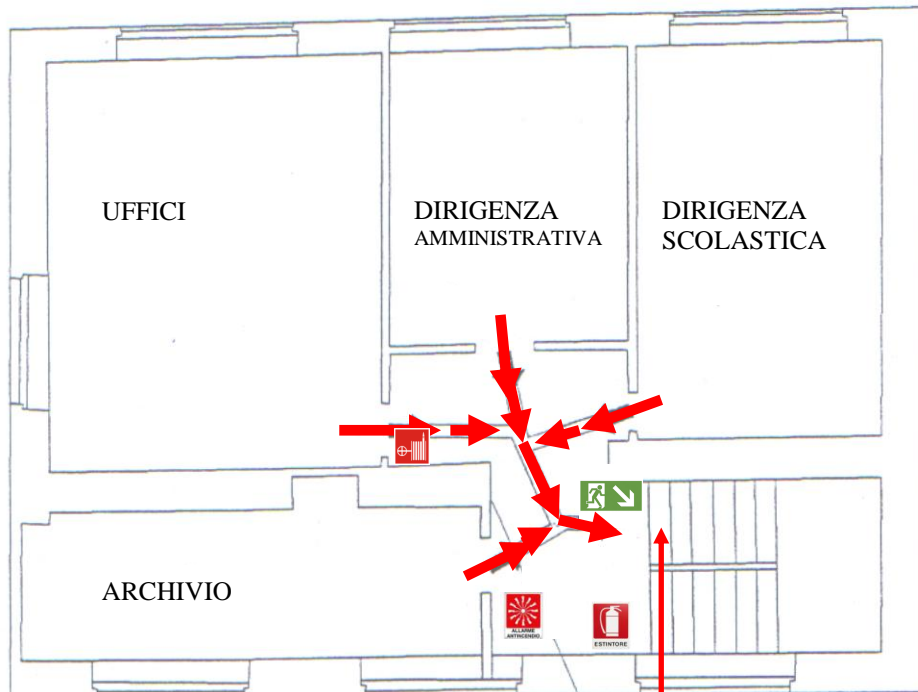 UFFICI
DIRIGENZA
AMMINISTRATIVA
DIRIGENZA
SCOLASTICA
ARCHIVIO
ALLARME
ANTINCENDIO
ESTINTORE